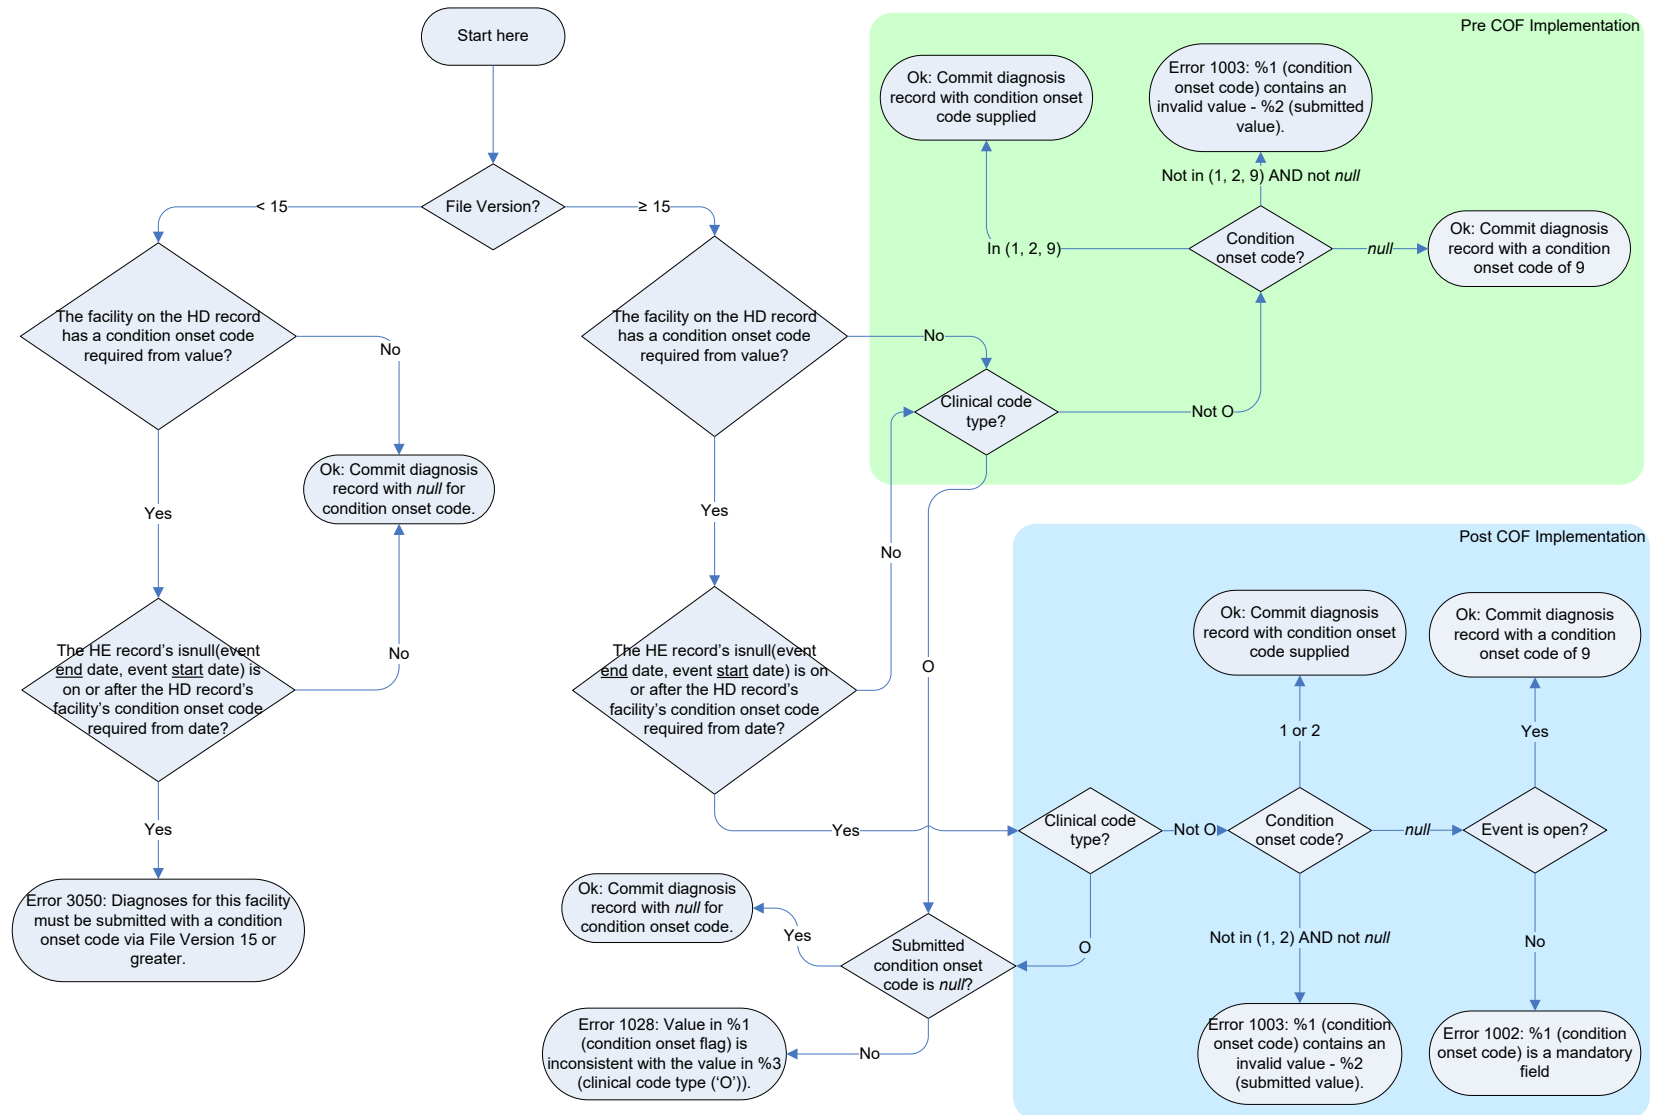 Start here
File Version?
< 15
≥ 15
The facility on the HD record
has a condition onset code
required from value?
No
Yes
Ok: Commit diagnosis
record with null for
condition onset code.
The HE record’s isnull(event
end date, event start date) is
on or after the HD record’s
facility’s condition onset code
required from date?
No
Yes
Error 3050: Diagnoses for this facility
must be submitted with a condition
onset code via File Version 15 or
greater.
The facility on the HD record
has a condition onset code
required from value?
No
Yes
The HE record’s isnull(event
end date, event start date) is on
or after the HD record’s
facility’s condition onset code
required from date?
No
Yes
Pre COF Implementation
Ok: Commit diagnosis
record with condition onset
code supplied
Error 1003: %1 (condition
onset code) contains an
invalid value - %2 (submitted
value).
Not in (1, 2, 9) AND not null
In (1, 2, 9)
Condition
onset code?
null
Ok: Commit diagnosis
record with a condition
onset code of 9
Clinical code
type?
Not O
O
Post COF Implementation
Ok: Commit diagnosis
record with condition onset
code supplied
Ok: Commit diagnosis
record with a condition
onset code of 9
1 or 2
Yes
Clinical code
type?
Not O
Condition
onset code?
null
Event is open?
O
Not in (1, 2) AND not null
No
Error 1003: %1 (condition
onset code) contains an
invalid value - %2
(submitted value).
Error 1002: %1 (condition
onset code) is a mandatory
field
Ok: Commit diagnosis
record with null for
condition onset code.
Yes
Submitted
condition onset
code is null?
No
Error 1028: Value in %1
(condition onset flag) is
inconsistent with the value in %3
(clinical code type (‘O’)).